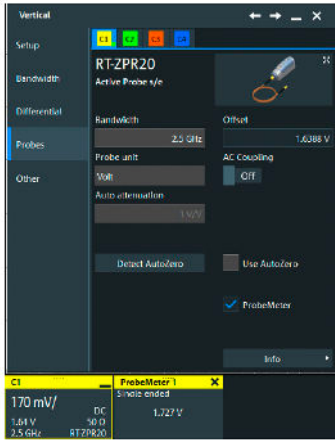 Vertical
Setup
C1 C2 C3 C4
RT-ZPR20
Active Probe s/e
Bandwidth
Bandwidth
Offset
2.5 GHz
1.6388 V
Differential
Probes
Probe unit
AC Coupling
Volt
Off
Other
Auto attenuation
1 V/V
Detect AutoZero
Use AutoZero
ProbeMeter
Info
C1
ProbeMeter 1
170 mV/
Single ended
DC
1.727 V
1.64 V
50 Ω
2.5 GHz
RT-ZPR20